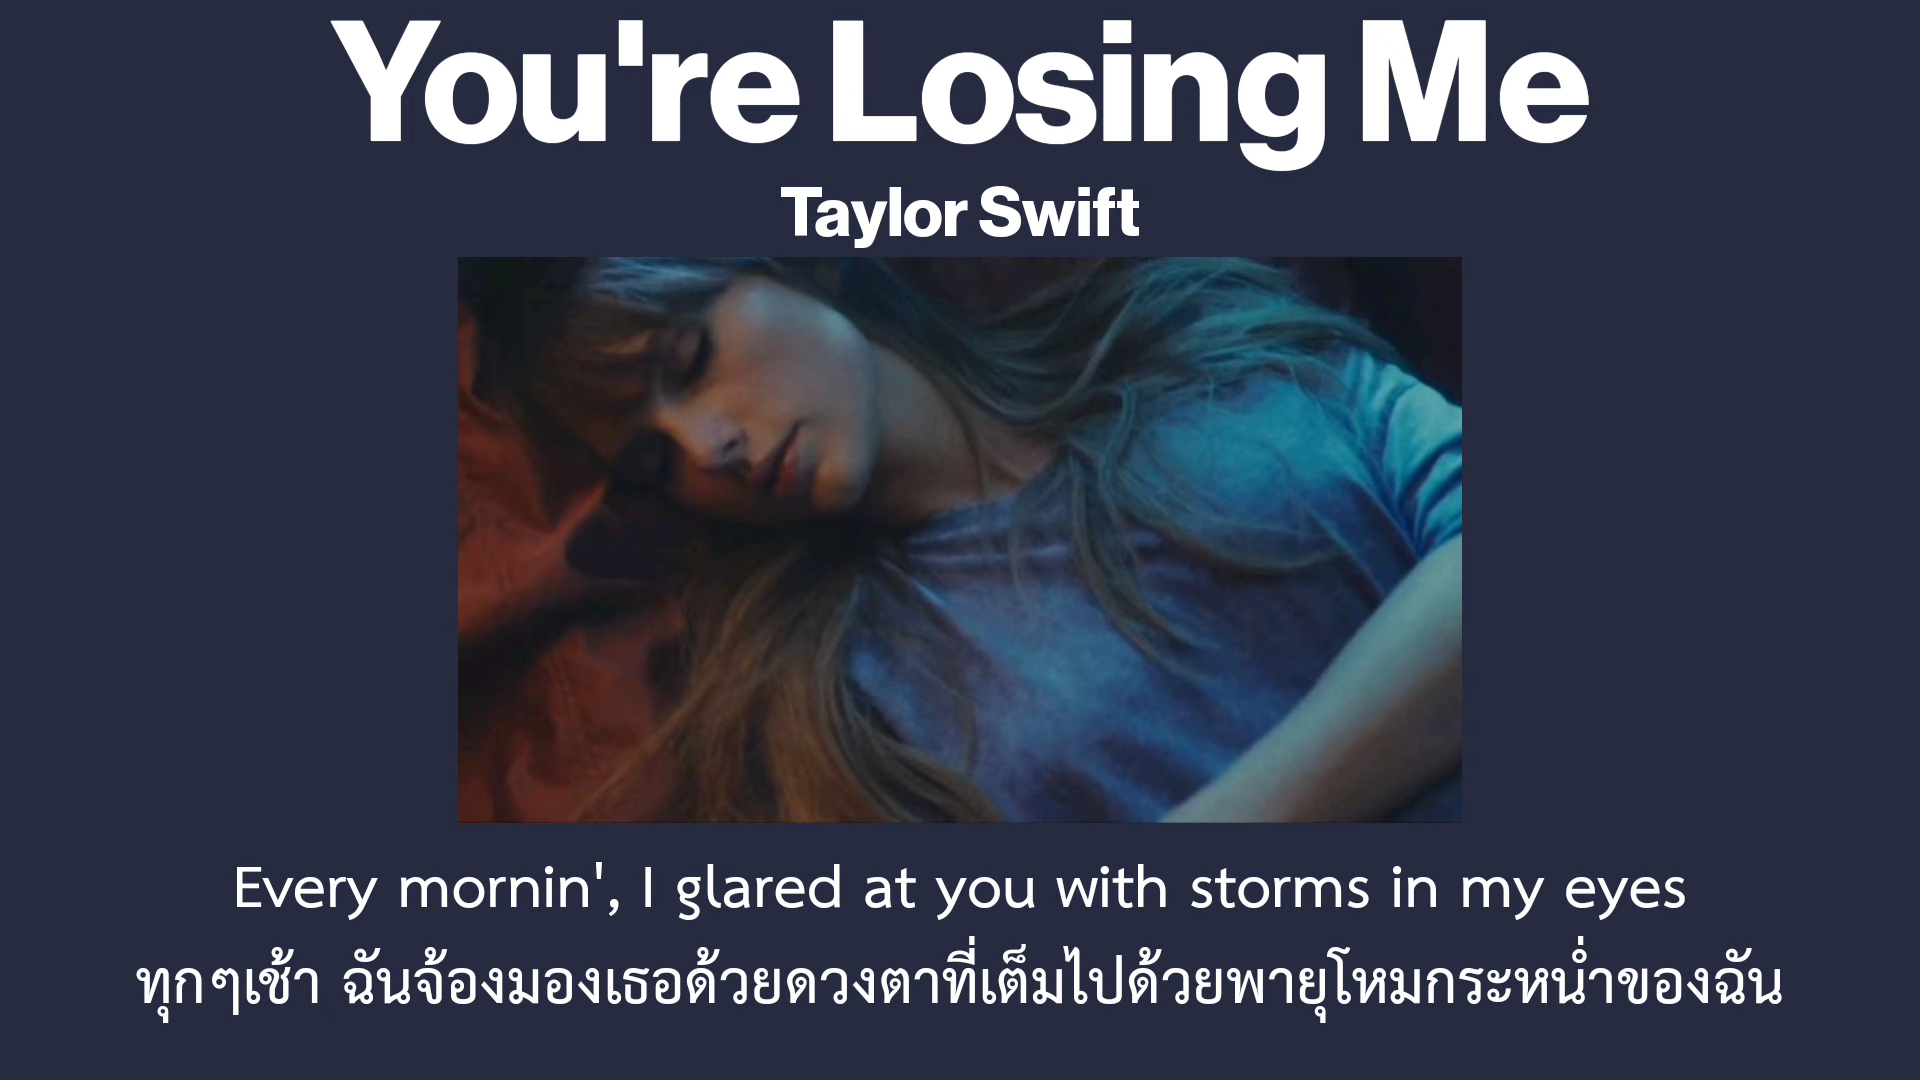 You're Losing Me
Taylor Swift
Every mornin', I glared at you with storms in my eyes
ทุกๆเช้า ฉันจ้องมองเธอด้วยดวงตาที่เต็มไปด้วยพายุโหมกระหน่ำของฉัน